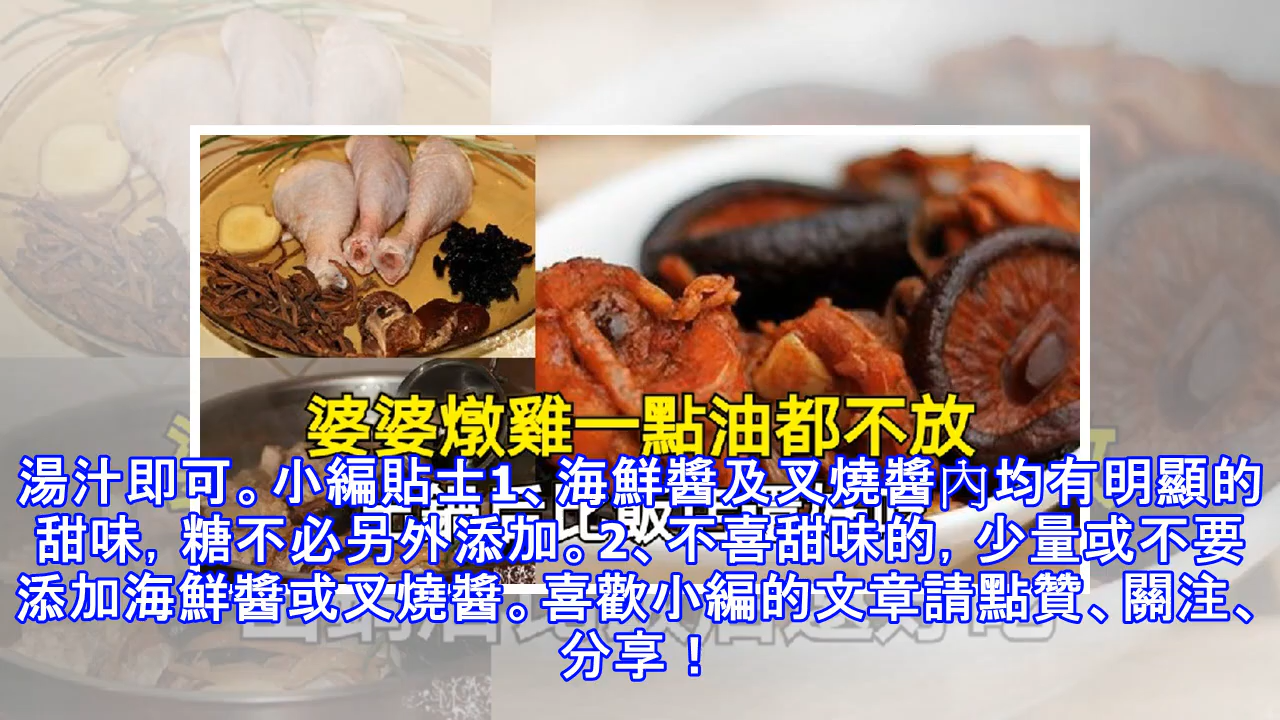 婆婆燉雞一點油都不放
湯汁即可。小編貼士1、海鮮醬及叉燒醬內均有明顯的
甜味，糖不必另外添加。2、不喜甜味的，少量或不要
添加海鮮醬或叉燒醬。喜歡小編的文章請點贊、關注、
分享！